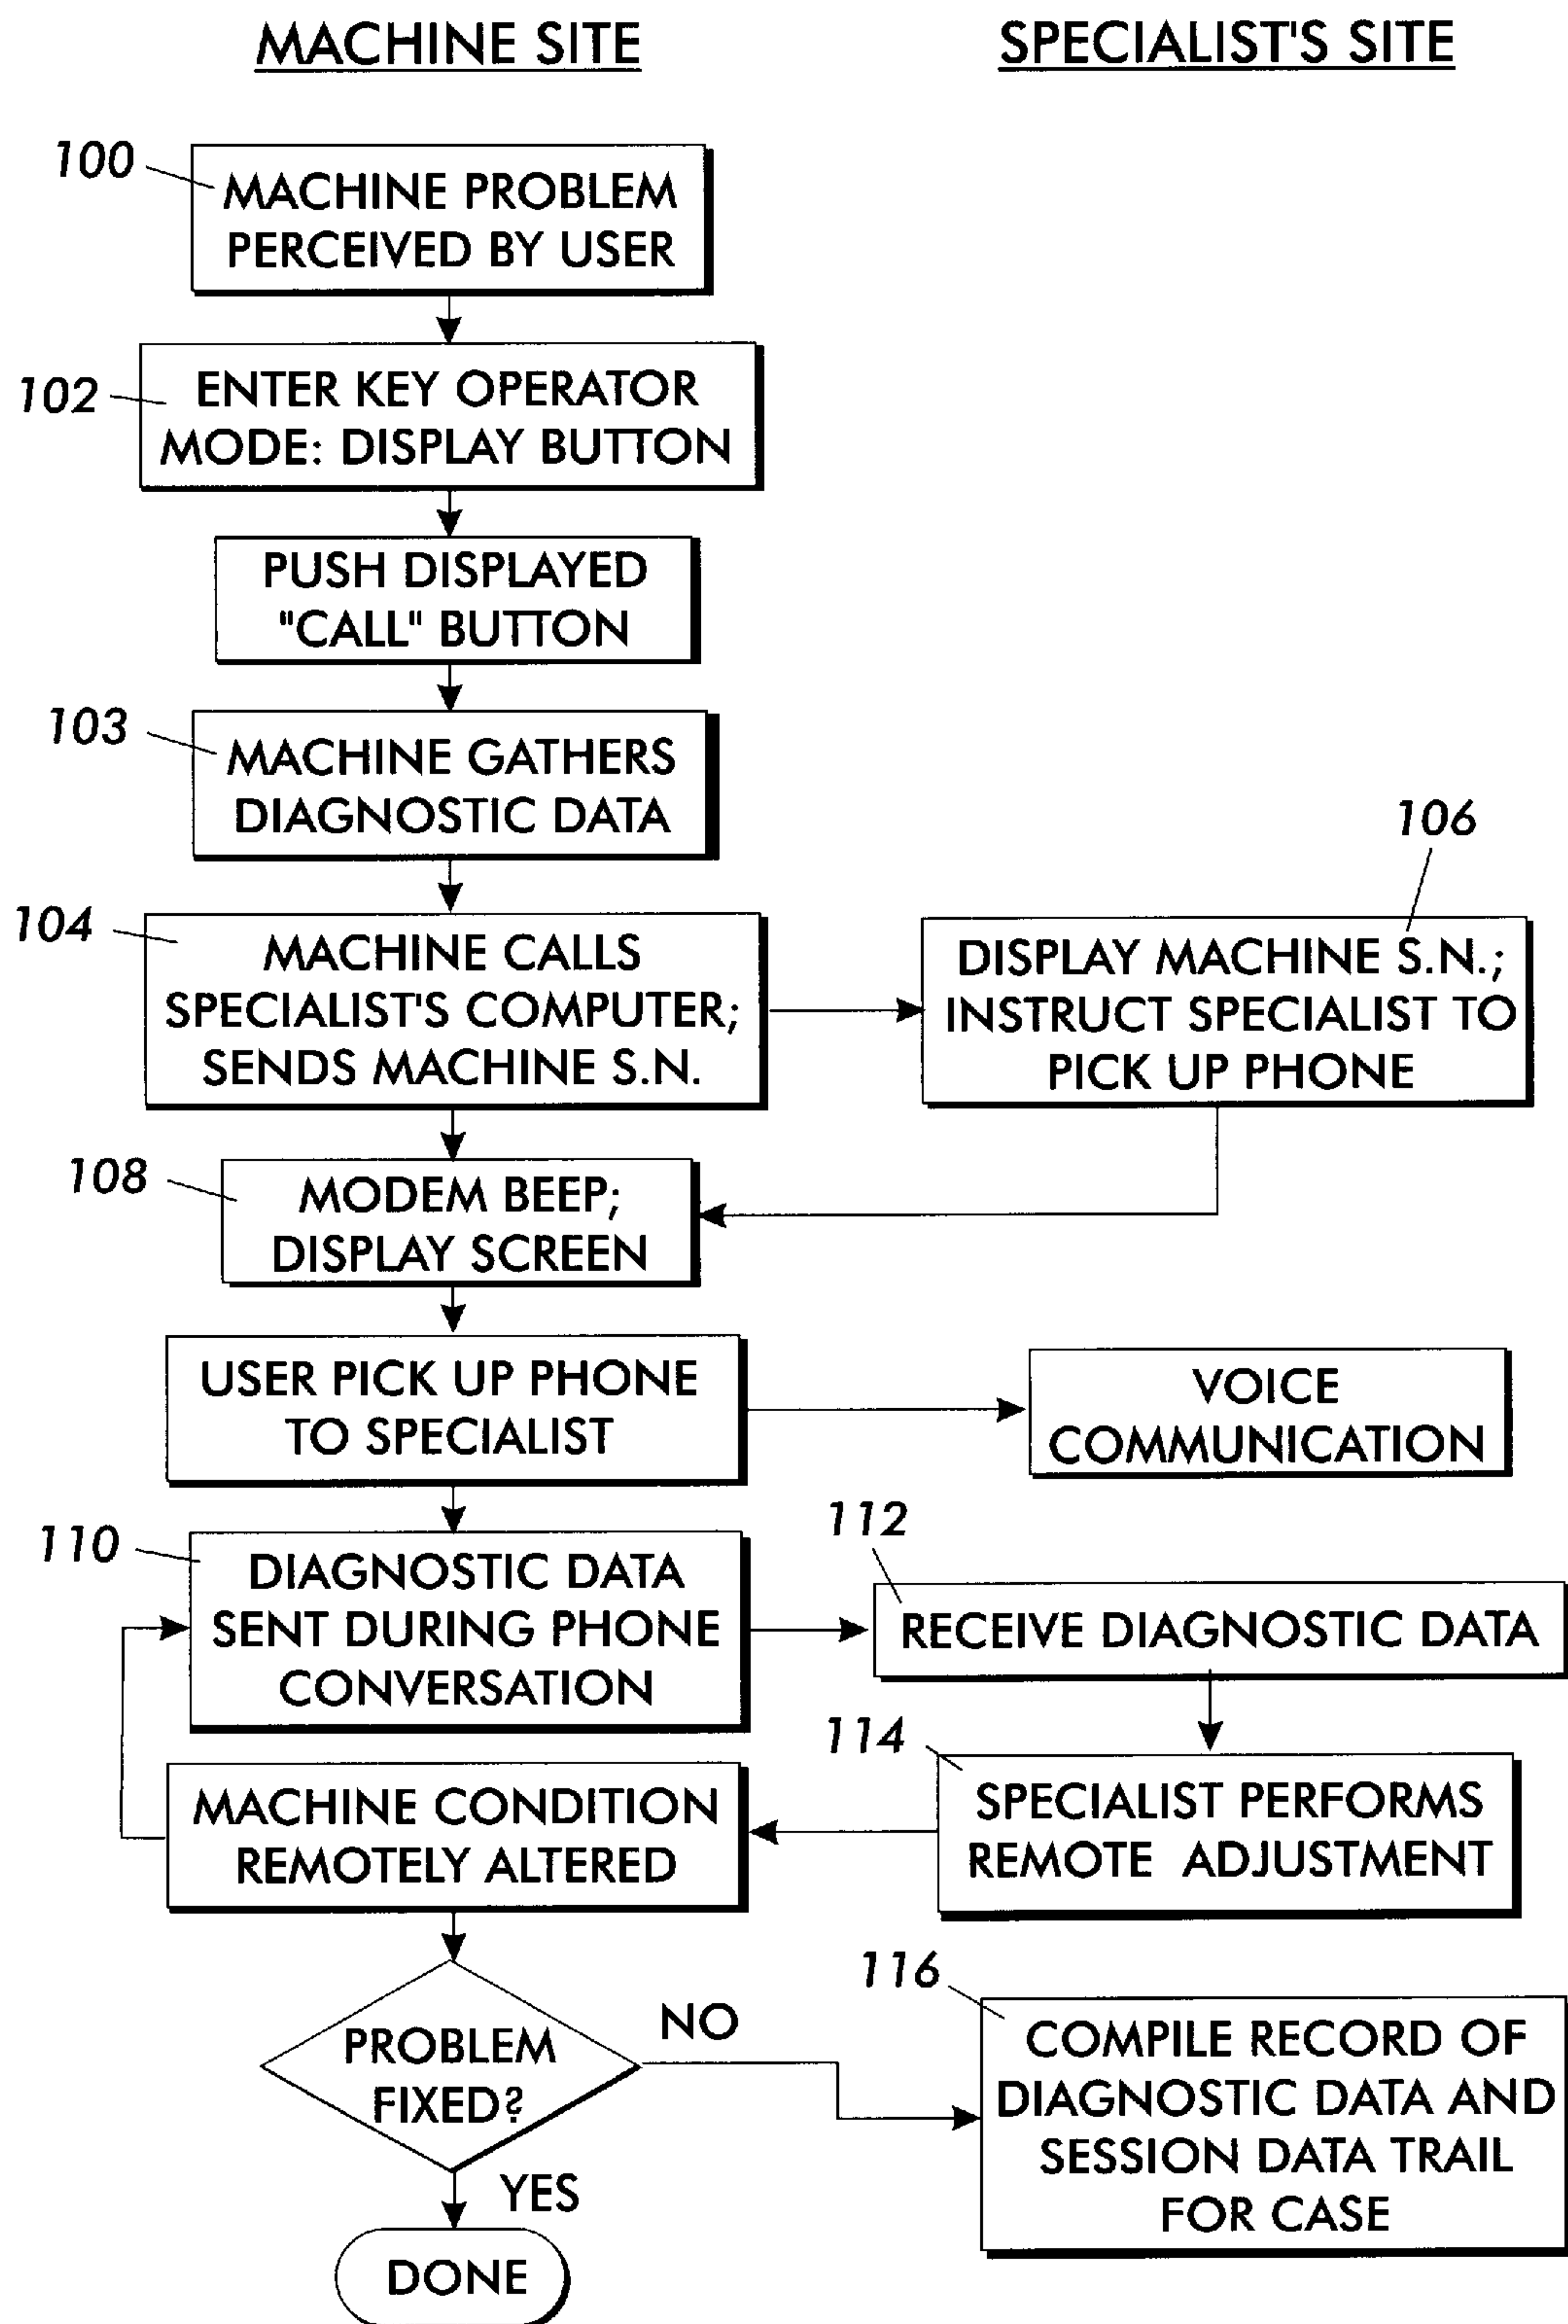 MACHINE SITE
SPECIALIST'S SITE
100
MACHINE PROBLEM
PERCEIVED BY USER
102
ENTER KEY OPERATOR
MODE: DISPLAY BUTTON
PUSH DISPLAYED
"CALL" BUTTON
103
MACHINE GATHERS
DIAGNOSTIC DATA
104
MACHINE CALLS
SPECIALIST'S COMPUTER;
SENDS MACHINE S.N.
106
DISPLAY MACHINE S.N.;
INSTRUCT SPECIALIST TO
PICK UP PHONE
108
MODEM BEEP;
DISPLAY SCREEN
USER PICK UP PHONE
TO SPECIALIST
VOICE
COMMUNICATION
110
DIAGNOSTIC DATA
SENT DURING PHONE
CONVERSATION
112
RECEIVE DIAGNOSTIC DATA
114
SPECIALIST PERFORMS
REMOTE ADJUSTMENT
MACHINE CONDITION
REMOTELY ALTERED
PROBLEM
FIXED?
NO
YES
116
COMPILE RECORD OF
DIAGNOSTIC DATA AND
SESSION DATA TRAIL
FOR CASE
DONE